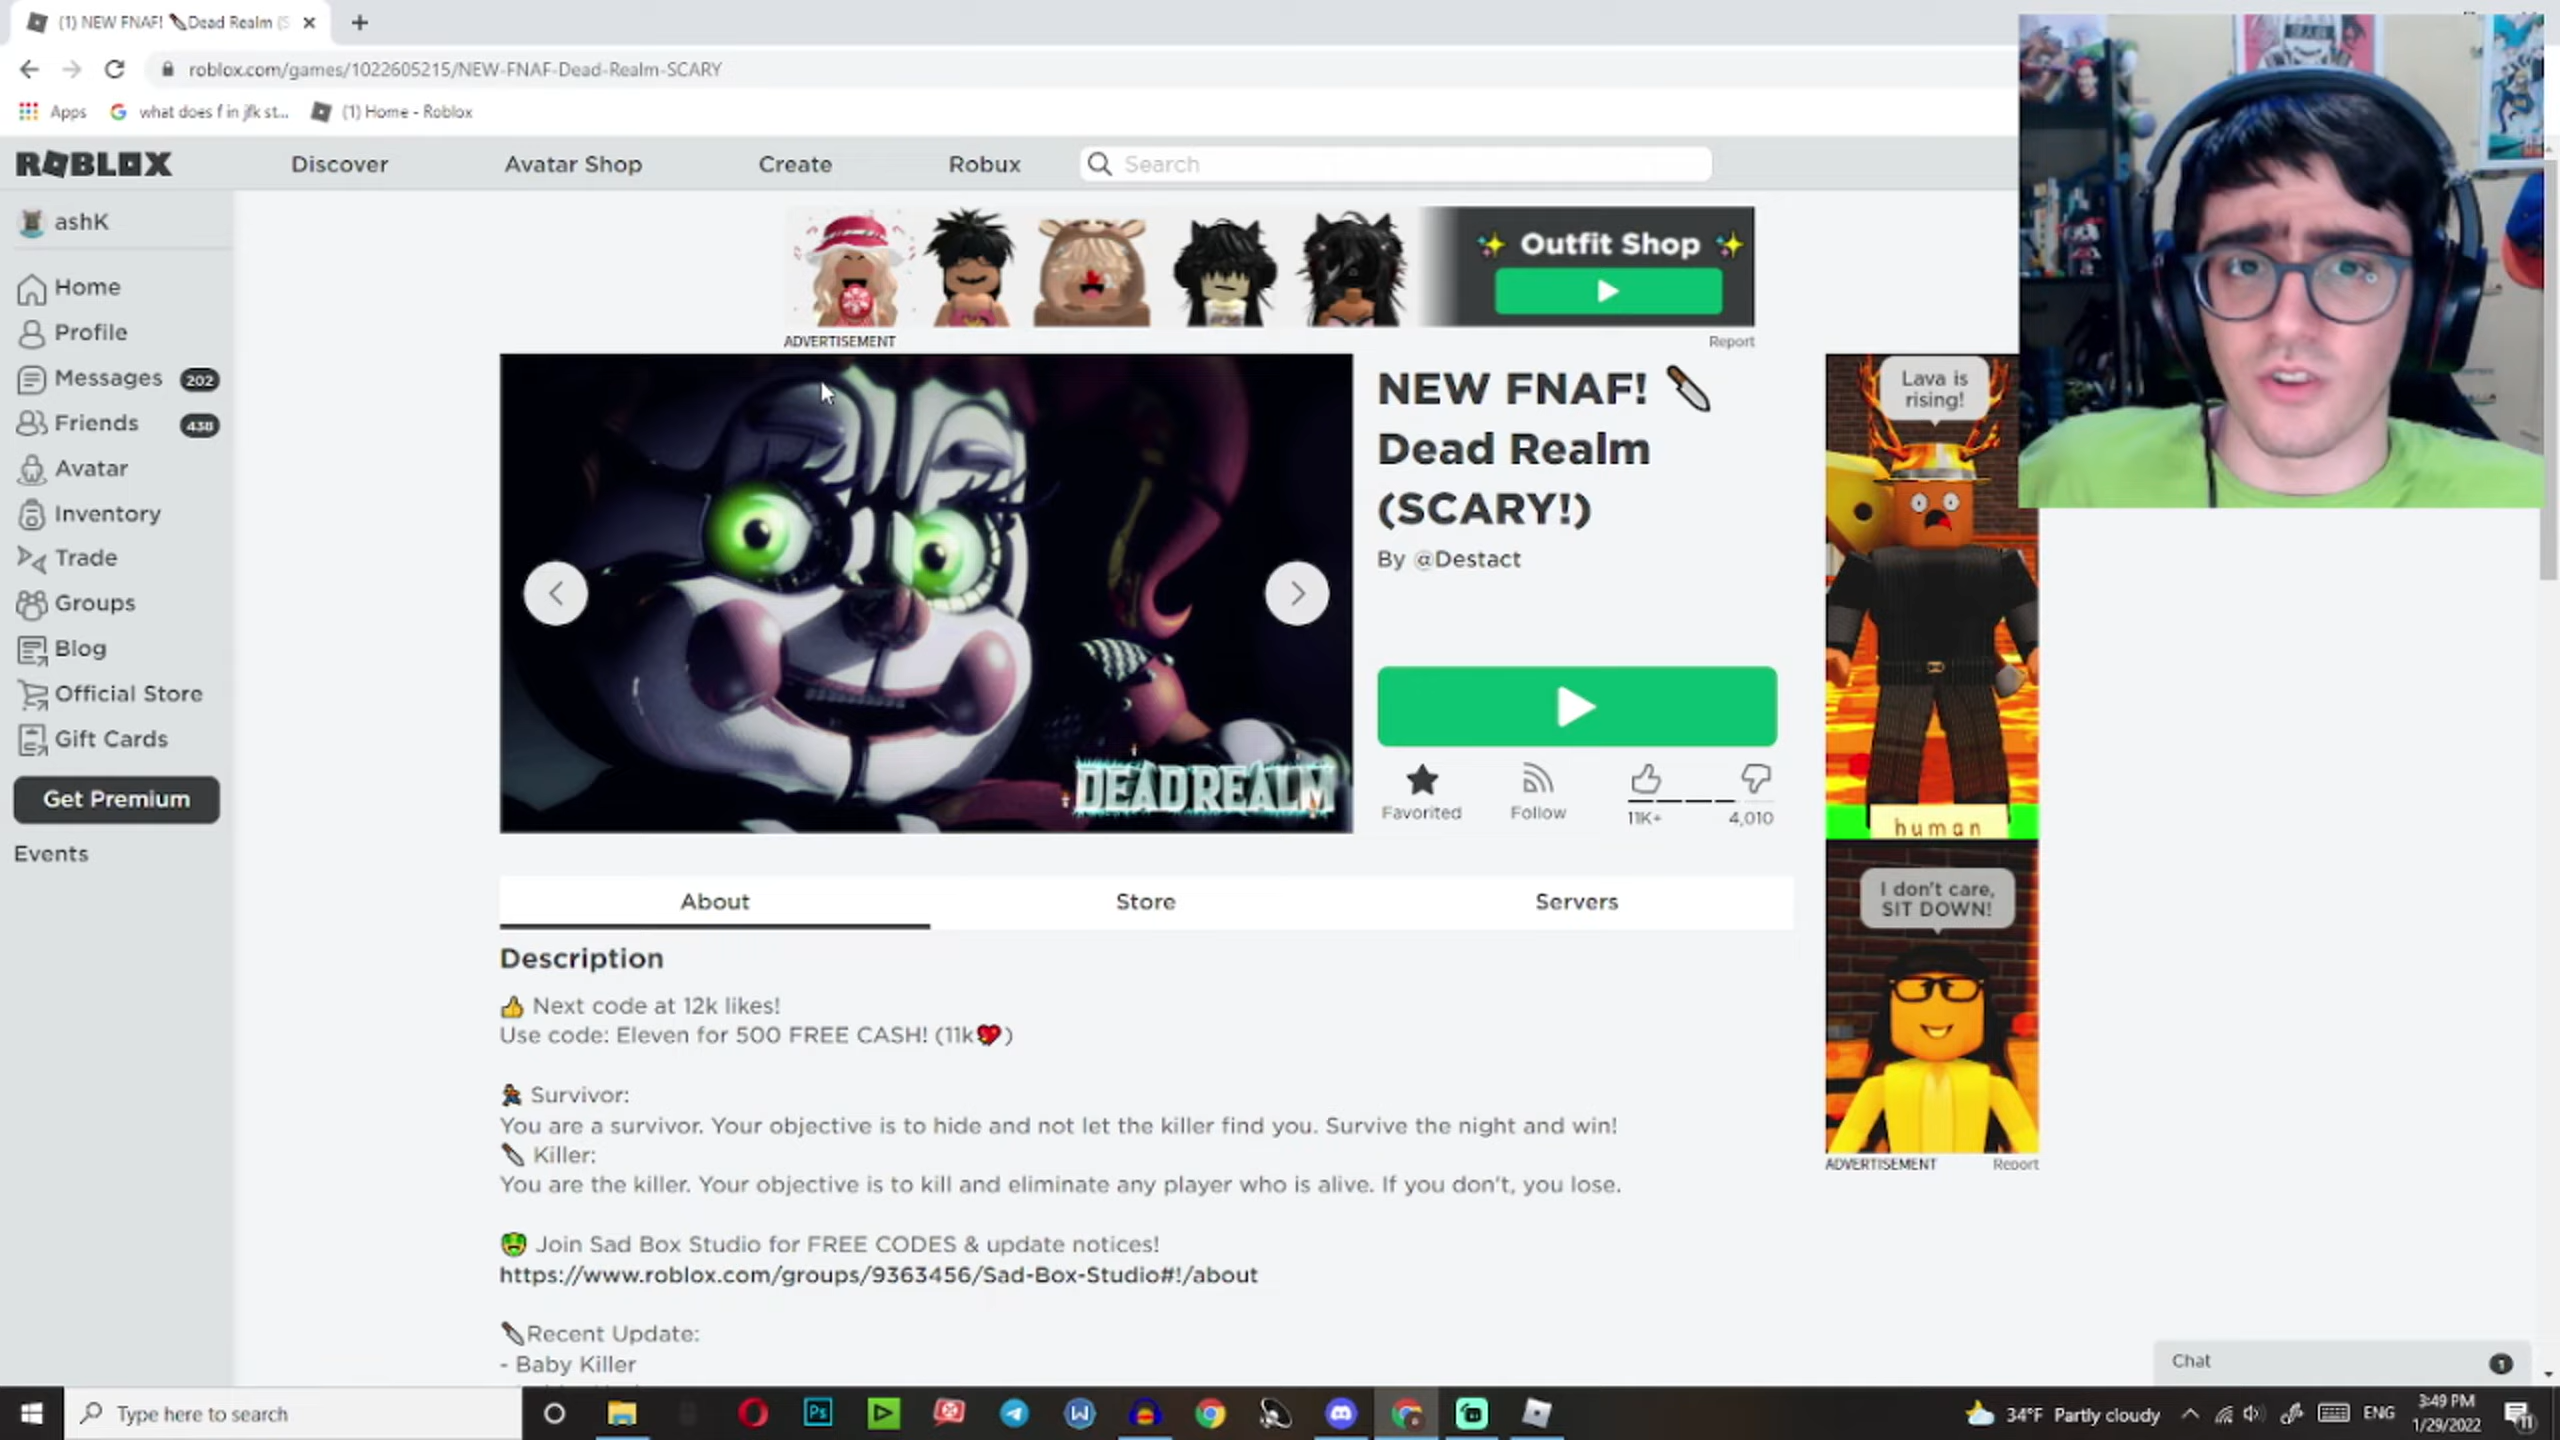 (1) NEW FNAF! 🔪Dead Realm (S
roblox.com/games/1022605215/NEW-FNAF-Dead-Realm-SCARY
Apps
what does f in jfk st...
(1) Home - Roblox
ROBLOX
Discover
Avatar Shop
Create
Robux
Search
ashK
Home
Profile
Messages 202
Friends 438
Avatar
Inventory
Trade
Groups
Blog
Official Store
Gift Cards
Get Premium
Events
✨ Outfit Shop ✨
ADVERTISEMENT
Report
DEAD REALM
NEW FNAF! 🔪
Dead Realm
(SCARY!)
By @Destact
Favorited
Follow
11K+
4,010
Lava is
rising!
human
I don't care,
SIT DOWN!
ADVERTISEMENT
Report
About
Store
Servers
Description
👍 Next code at 12k likes!
Use code: Eleven for 500 FREE CASH! (11k💖)
Survivor:
You are a survivor. Your objective is to hide and not let the killer find you. Survive the night and win!
🔪 Killer:
You are the killer. Your objective is to kill and eliminate any player who is alive. If you don't, you lose.
🤑 Join Sad Box Studio for FREE CODES & update notices!
https://www.roblox.com/groups/9363456/Sad-Box-Studio#!/about
🔪Recent Update:
- Baby Killer
Chat
1
Type here to search
Ps
W
34°F Partly cloudy
ENG
3:49 PM
1/29/2022
11